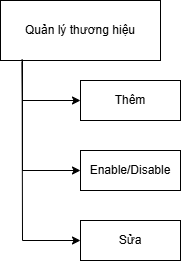 Quản lý thương hiệu
Thêm
Enable/Disable
Sửa